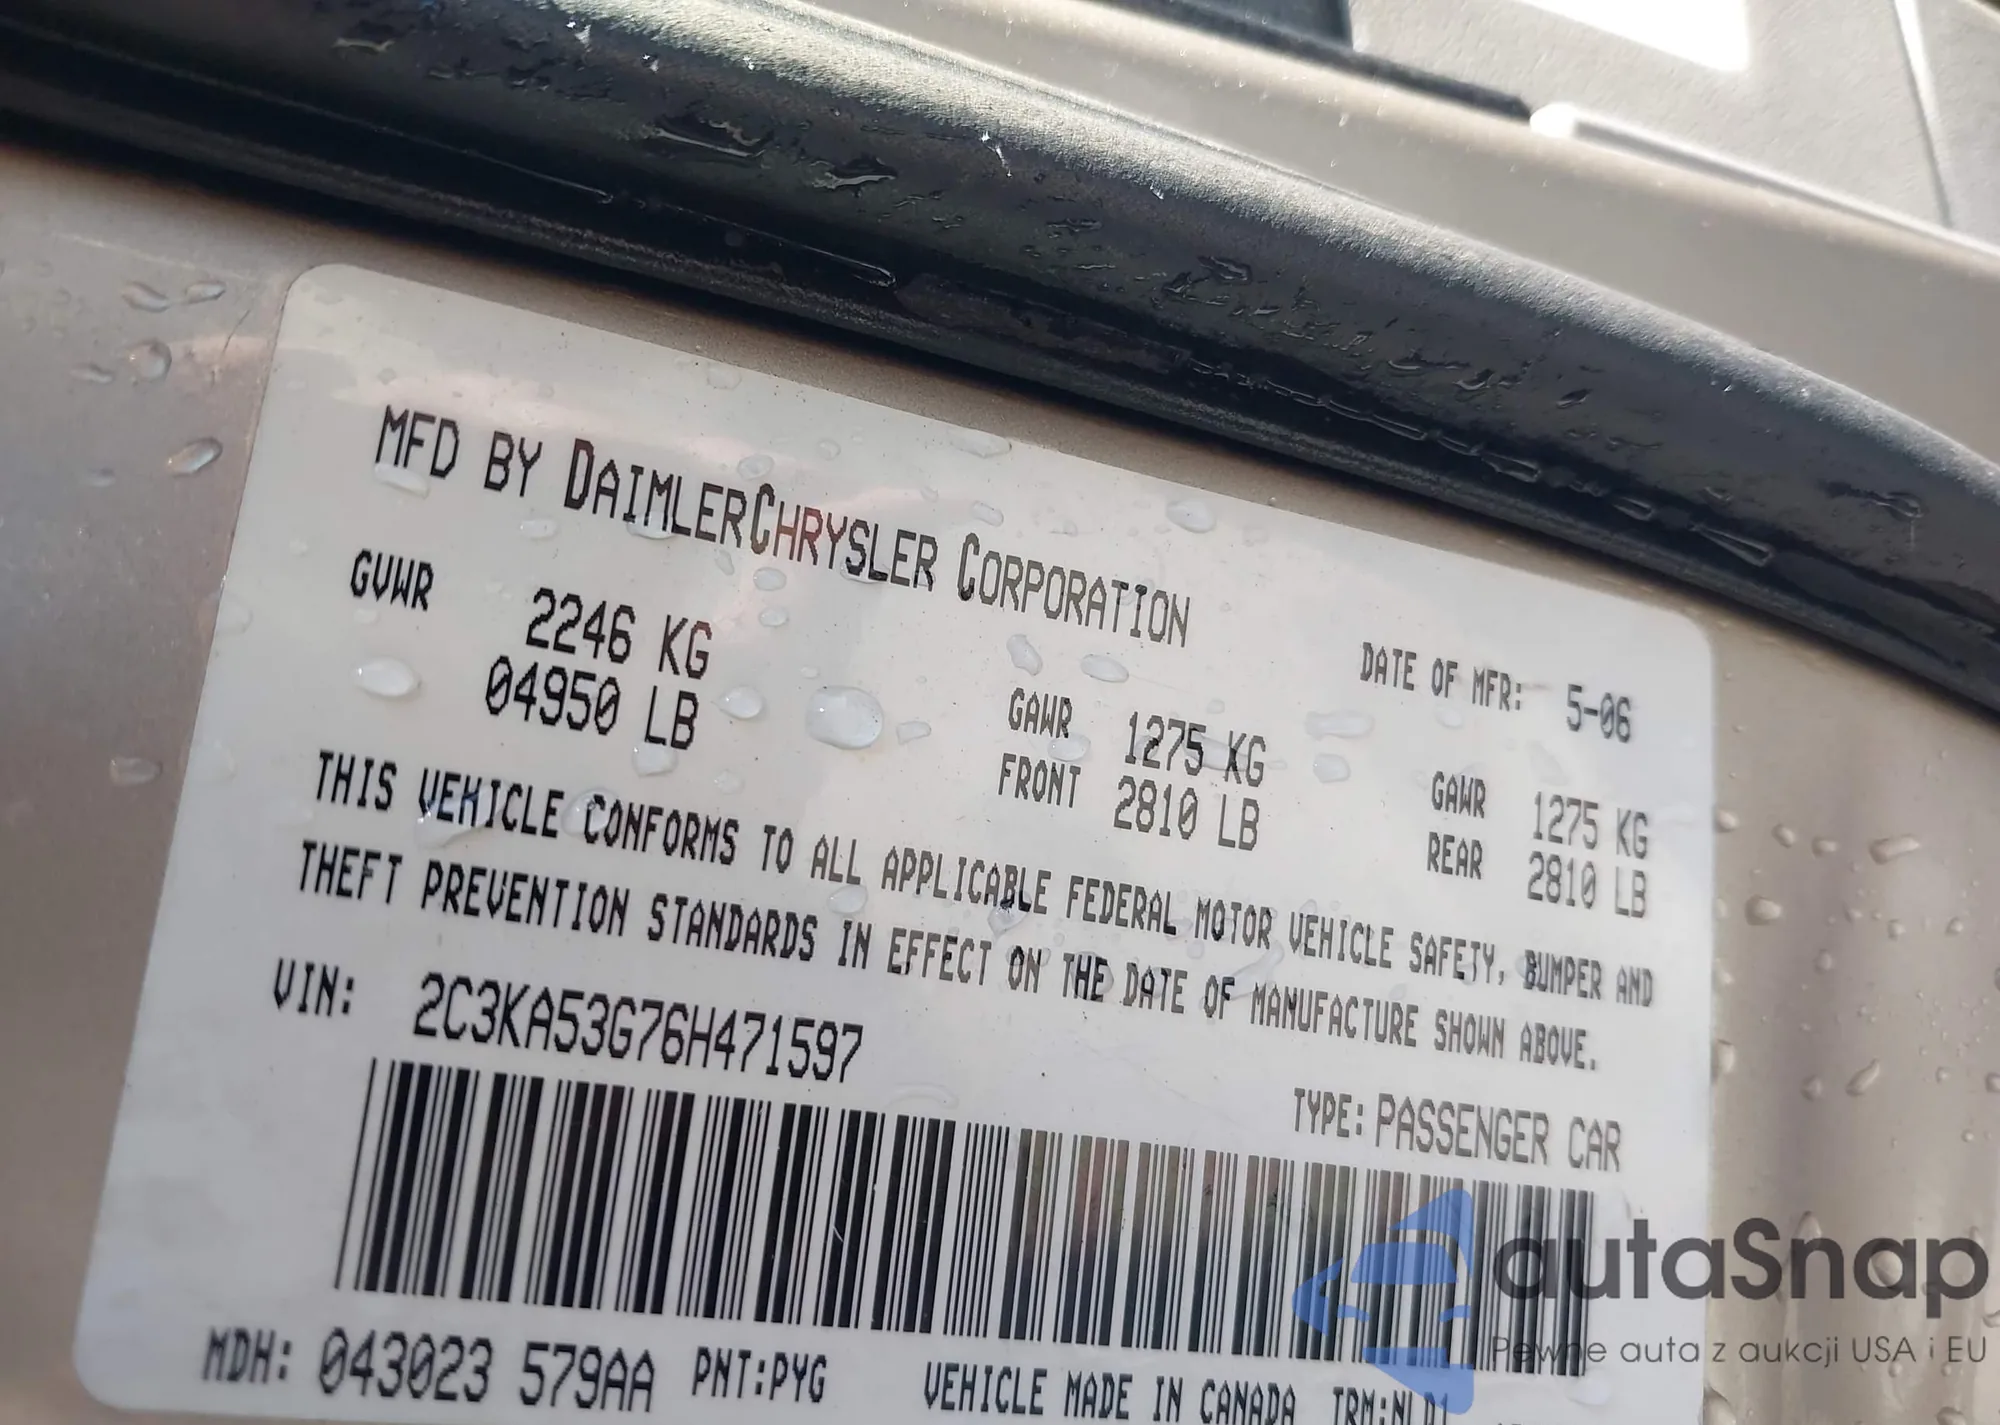 MFD BY DAIMLERCHRYSLER CORPORATION
DATE OF MFR: 5-06
GVWR 2246 KG GAWR 1275 KG GAWR 1275 KG
04950 LB FRONT 2810 LB REAR 2810 LB
THIS VEHICLE CONFORMS TO ALL APPLICABLE FEDERAL MOTOR VEHICLE SAFETY, BUMPER AND
THEFT PREVENTION STANDARDS IN EFFECT ON THE DATE OF MANUFACTURE SHOWN ABOVE.
VIN: 2C3KA53G76H471597
TYPE: PASSENGER CAR
MDH: 043023 579AA PNT:PYG VEHICLE MADE IN CANADA
autaSnap
Pewne auta z aukcji USA i EU